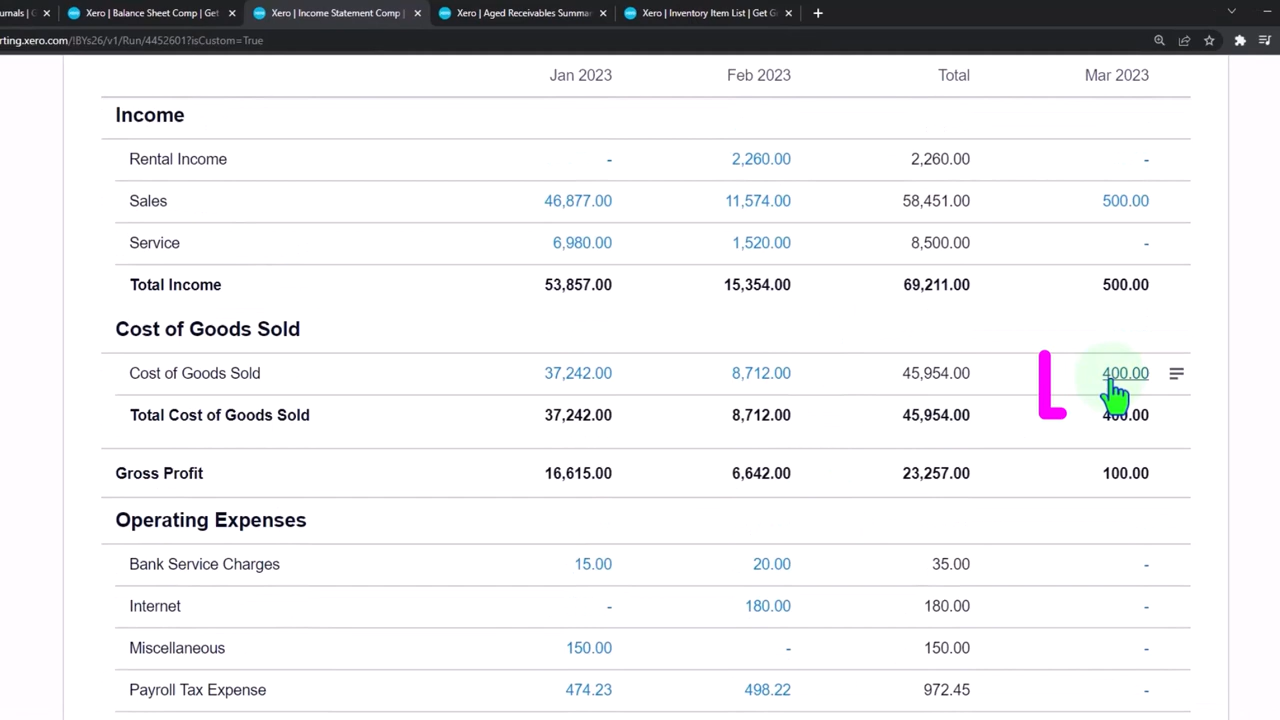 urnals | G
Xero | Balance Sheet Comp | Get
Xero | Income Statement Comp |
Xero | Aged Receivables Summar
Xero | Inventory Item List | Get G
rting.xero.com/!BYs26/v1/Run/4452601?isCustom=True
Jan 2023 Feb 2023 Total Mar 2023
Income
Rental Income - 2,260.00 2,260.00 -
Sales 46,877.00 11,574.00 58,451.00 500.00
Service 6,980.00 1,520.00 8,500.00 -
Total Income 53,857.00 15,354.00 69,211.00 500.00
Cost of Goods Sold
Cost of Goods Sold 37,242.00 8,712.00 45,954.00 400.00
Total Cost of Goods Sold 37,242.00 8,712.00 45,954.00 400.00
Gross Profit 16,615.00 6,642.00 23,257.00 100.00
Operating Expenses
Bank Service Charges 15.00 20.00 35.00 -
Internet - 180.00 180.00 -
Miscellaneous 150.00 - 150.00 -
Payroll Tax Expense 474.23 498.22 972.45 -